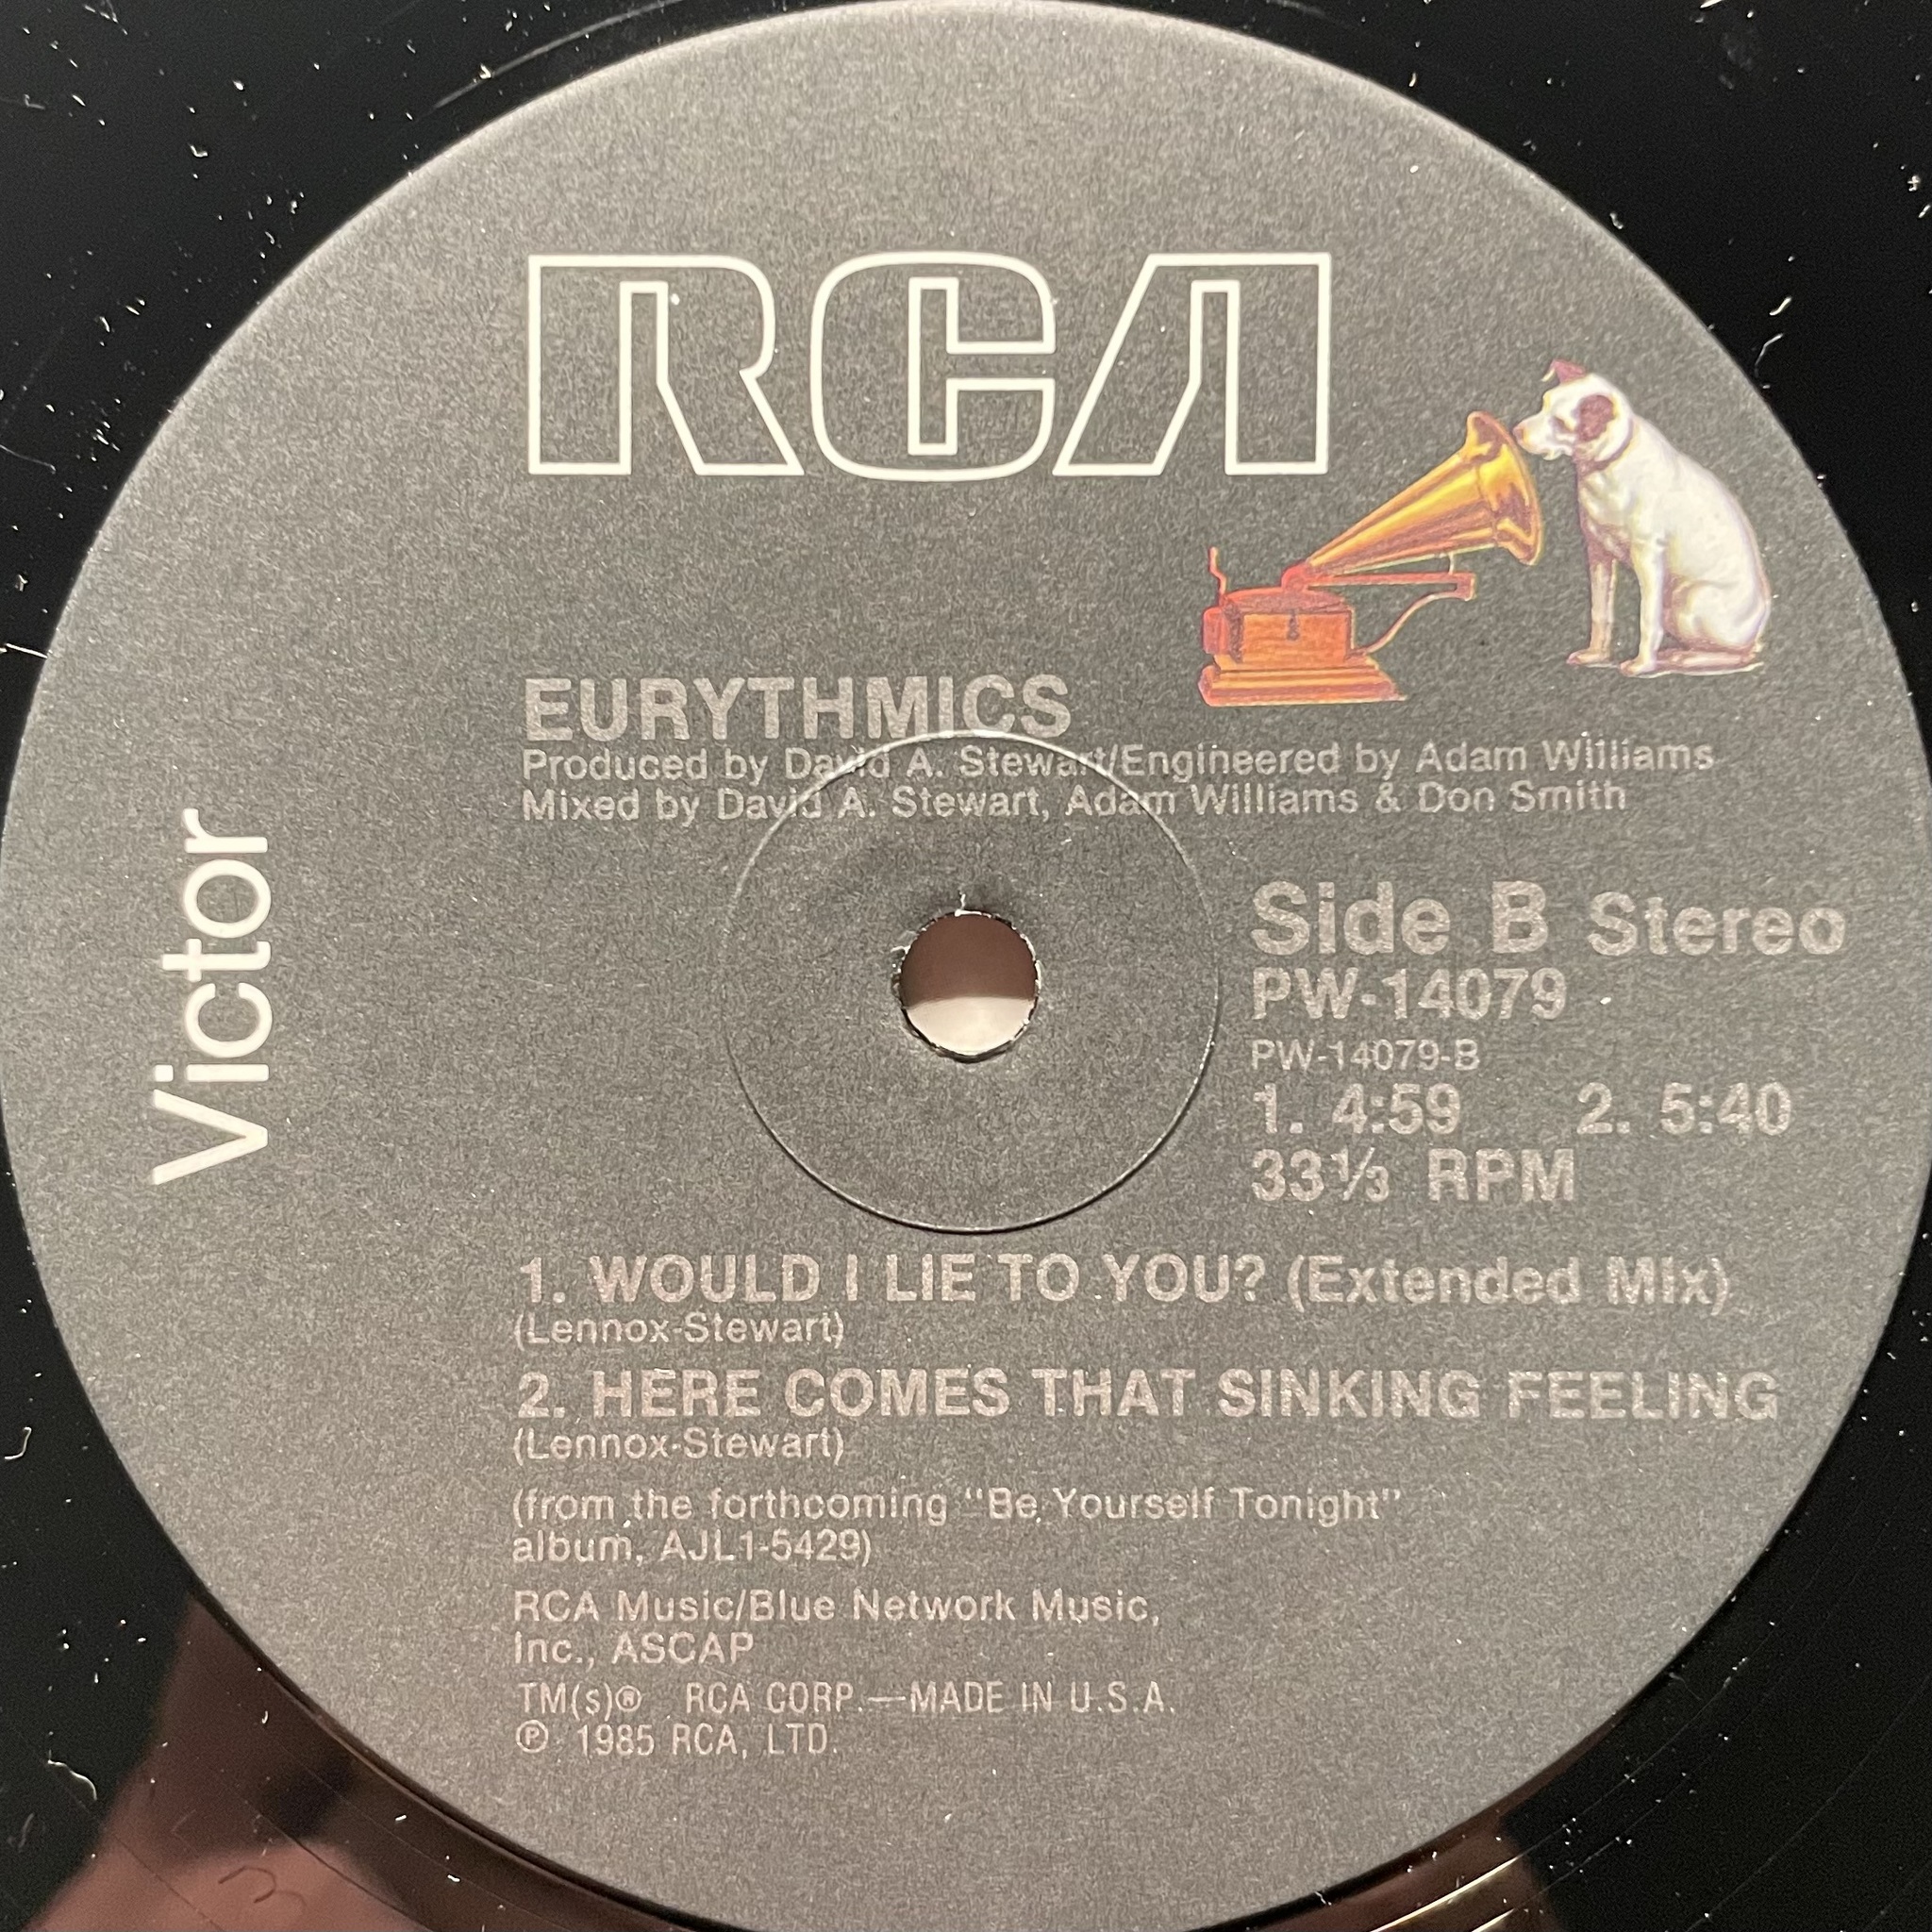 RCA
Victor
EURYTHMICS
Produced by David A. Stewart/Engineered by Adam Williams
Mixed by David A. Stewart, Adam Williams & Don Smith
Side B Stereo
PW-14079
PW-14079-B
1. 4:59 2. 5:40
33⅓ RPM
1. WOULD I LIE TO YOU? (Extended Mix)
(Lennox-Stewart)
2. HERE COMES THAT SINKING FEELING
(Lennox-Stewart)
(from the forthcoming "Be Yourself Tonight"
album, AJL1-5429)
RCA Music/Blue Network Music,
Inc., ASCAP
TM(s)® RCA CORP.—MADE IN U.S.A.
℗ 1985 RCA, LTD.